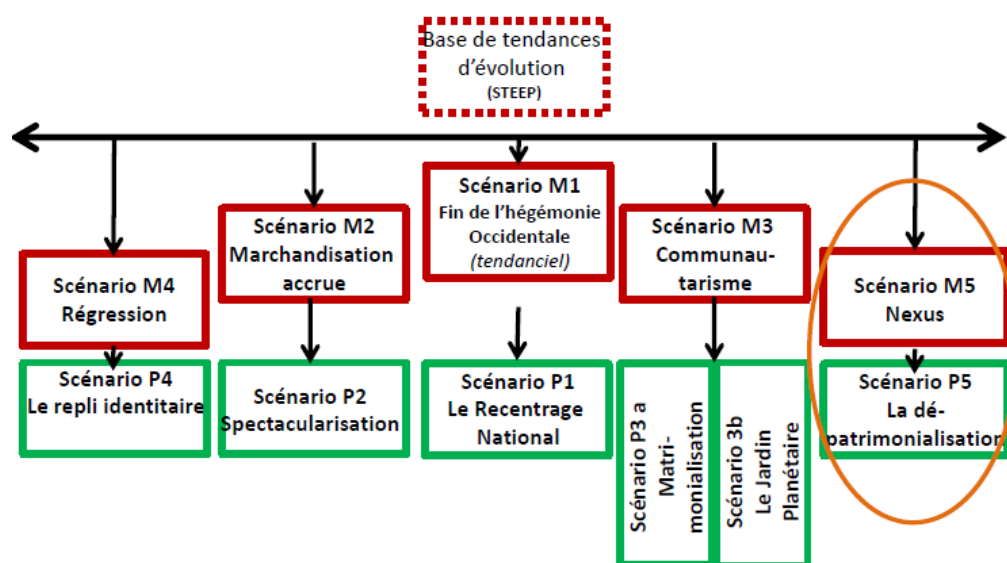 Base de tendances
d'évolution
(STEEP)
Scénario M4
Régression
Scénario M2
Marchandisation
accrue
Scénario M1
Fin de l'hégémonie
Occidentale
(tendanciel)
Scénario M3
Communau-
tarisme
Scénario M5
Nexus
Scénario P4
Le repli identitaire
Scénario P2
Spectacularisation
Scénario P1
Le Recentrage
National
Scénario P3 a
Matri-
monialisation
Scénario 3b
Le Jardin
Planétaire
Scénario P5
La dé-
patrimonialisation